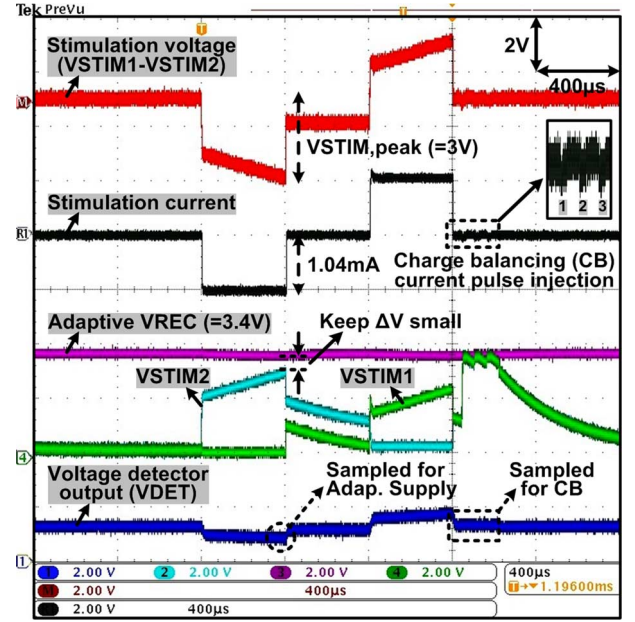 Tek PreVu
T
T
Stimulation voltage
(VSTIM1-VSTIM2)
2V
400µs
M
VSTIM,peak (=3V)
1 2 3
Stimulation current
R1
1.04mA
Charge balancing (CB)
current pulse injection
Adaptive VREC (=3.4V)
Keep ΔV small
VSTIM2
VSTIM1
4
Voltage detector
output (VDET)
Sampled for
Adap. Supply
Sampled
for CB
1
1 2.00 V 2 2.00 V 3 2.00 V 4 2.00 V
400µs
M 2.00 V 400µs
T→▼1.19600ms
2.00 V 400µs